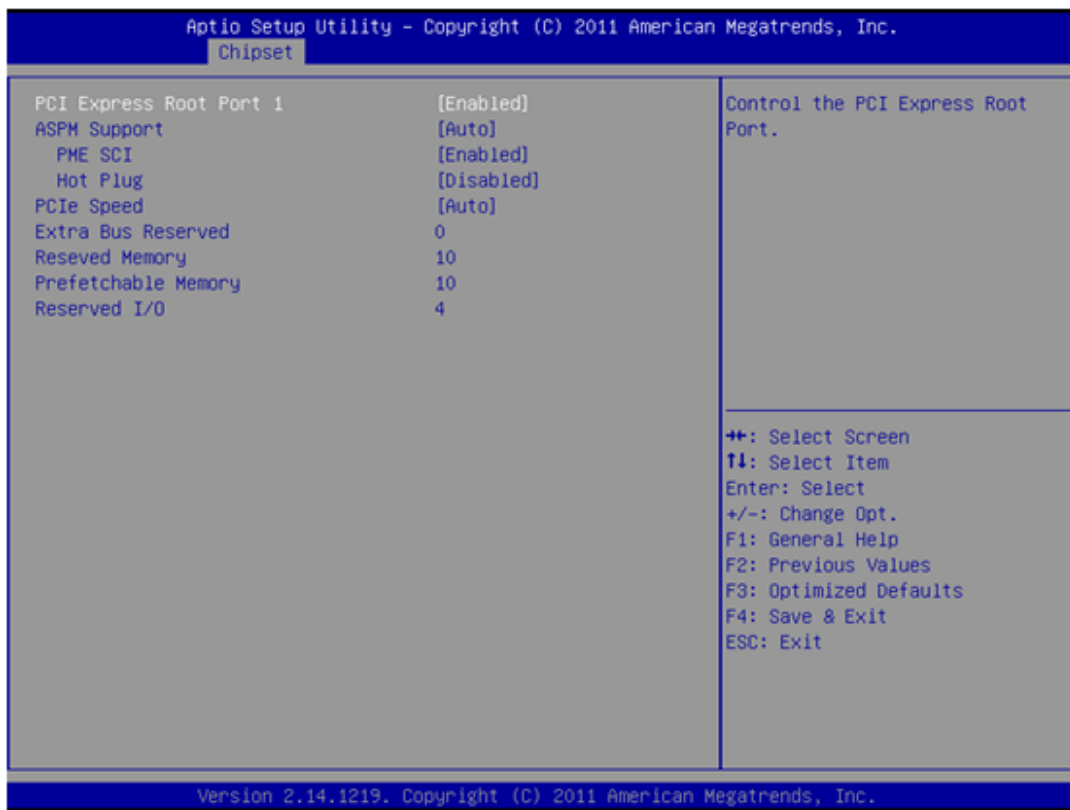 Aptio Setup Utility – Copyright (C) 2011 American Megatrends, Inc.
Chipset
PCI Express Root Port 1 [Enabled]
ASPM Support [Auto]
PME SCI [Enabled]
Hot Plug [Disabled]
PCIe Speed [Auto]
Extra Bus Reserved 0
Reseved Memory 10
Prefetchable Memory 10
Reserved I/O 4
Control the PCI Express Root
Port.
→←: Select Screen
↑↓: Select Item
Enter: Select
+/-: Change Opt.
F1: General Help
F2: Previous Values
F3: Optimized Defaults
F4: Save & Exit
ESC: Exit
Version 2.14.1219. Copyright (C) 2011 American Megatrends, Inc.